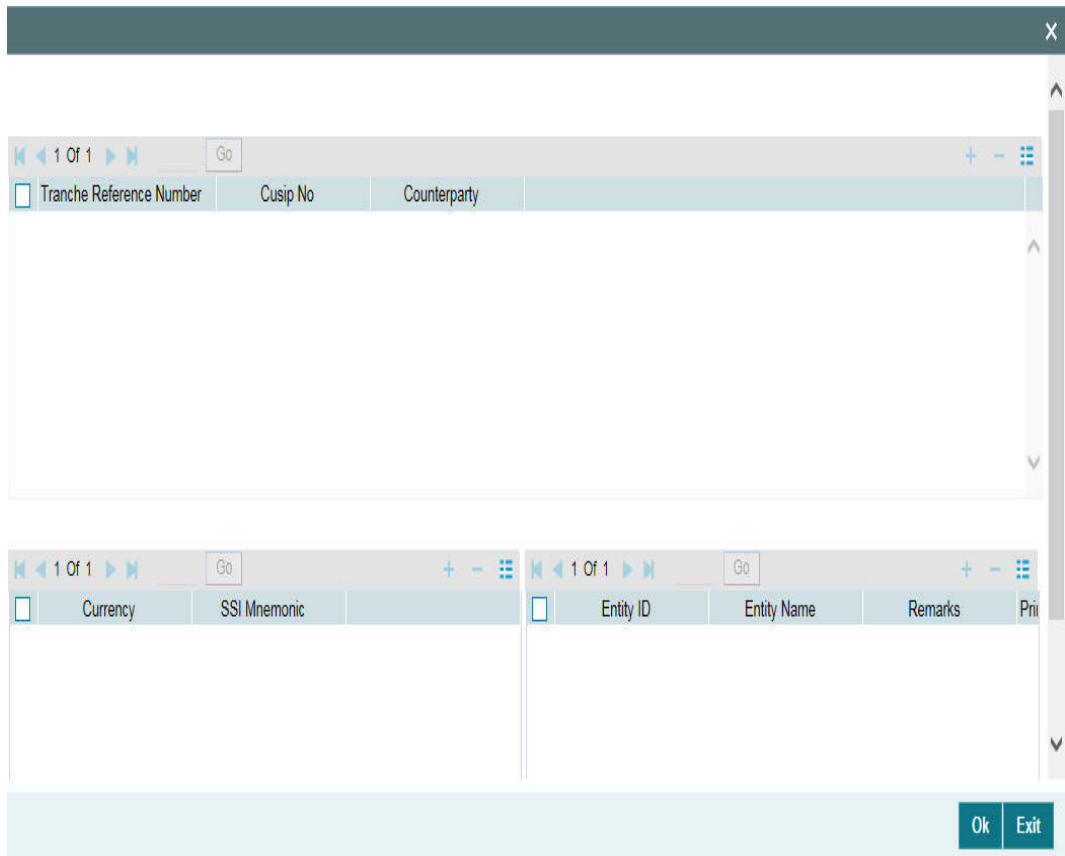 X
1 Of 1 Go
Tranche Reference Number Cusip No Counterparty
1 Of 1 Go
Currency SSI Mnemonic
1 Of 1 Go
Entity ID Entity Name Remarks Pri
Ok Exit